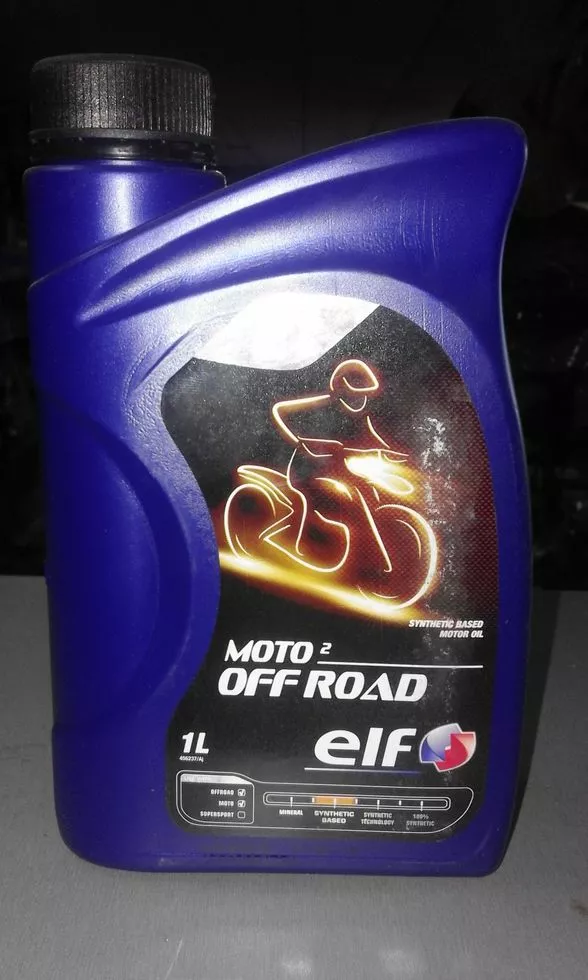 SYNTHETIC BASED
MOTOR OIL
MOTO 2
OFF ROAD
1L
elf
OFFROAD
MOTO
SUPERSPORT
MINERAL
SYNTHETIC
BASED
SYNTHETIC
TECHNOLOGY
100%
SYNTHETIC